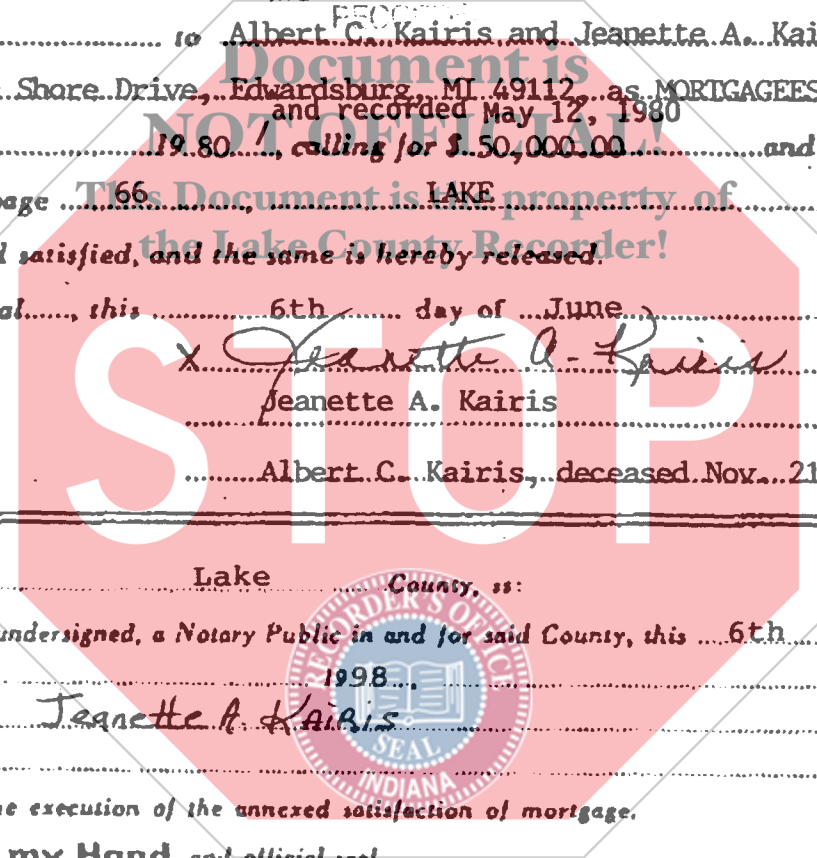 RECO
to Albert C. Kairis and Jeanette A. Kai
Document is
Shore Drive, Edwardsburg, MI 49112, as MORTGAGEES
and recorded May 12, 1980
NOT OFFICIAL!
19 80, calling for $ 50,000.00 and
This Document is the property of
page 66, LAKE
the Lake County Recorder!
satisfied, and the same is hereby released.
al, this 6th day of June
STOP
x Jeanette A. Kairis
Jeanette A. Kairis
Albert C. Kairis, deceased Nov. 21
Lake County, ss:
undersigned, a Notary Public in and for said County, this 6th
1998
Jeanette A. KAIRIS
RECORDER'S OFFICE
SEAL
INDIANA
e execution of the annexed satisfaction of mortgage.
my Hand and official seal